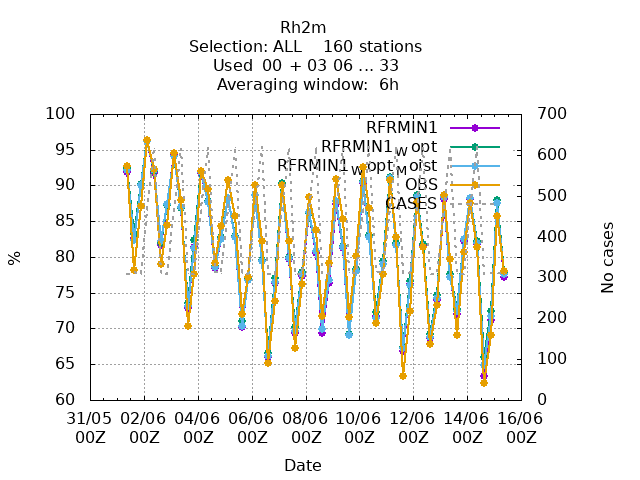 Rh2m
Selection: ALL    160 stations
Used  00 + 03 06 ... 33
Averaging window:  6h
100 95 90 85 80 75 70 65 60
%
700 600 500 400 300 200 100 0
No cases
RFRMIN1
RFRMIN1_W opt
RFRMIN1_W opt_M oist
OBS
CASES
31/05 02/06 04/06 06/06 08/06 10/06 12/06 14/06 16/06
00Z 00Z 00Z 00Z 00Z 00Z 00Z 00Z 00Z
Date